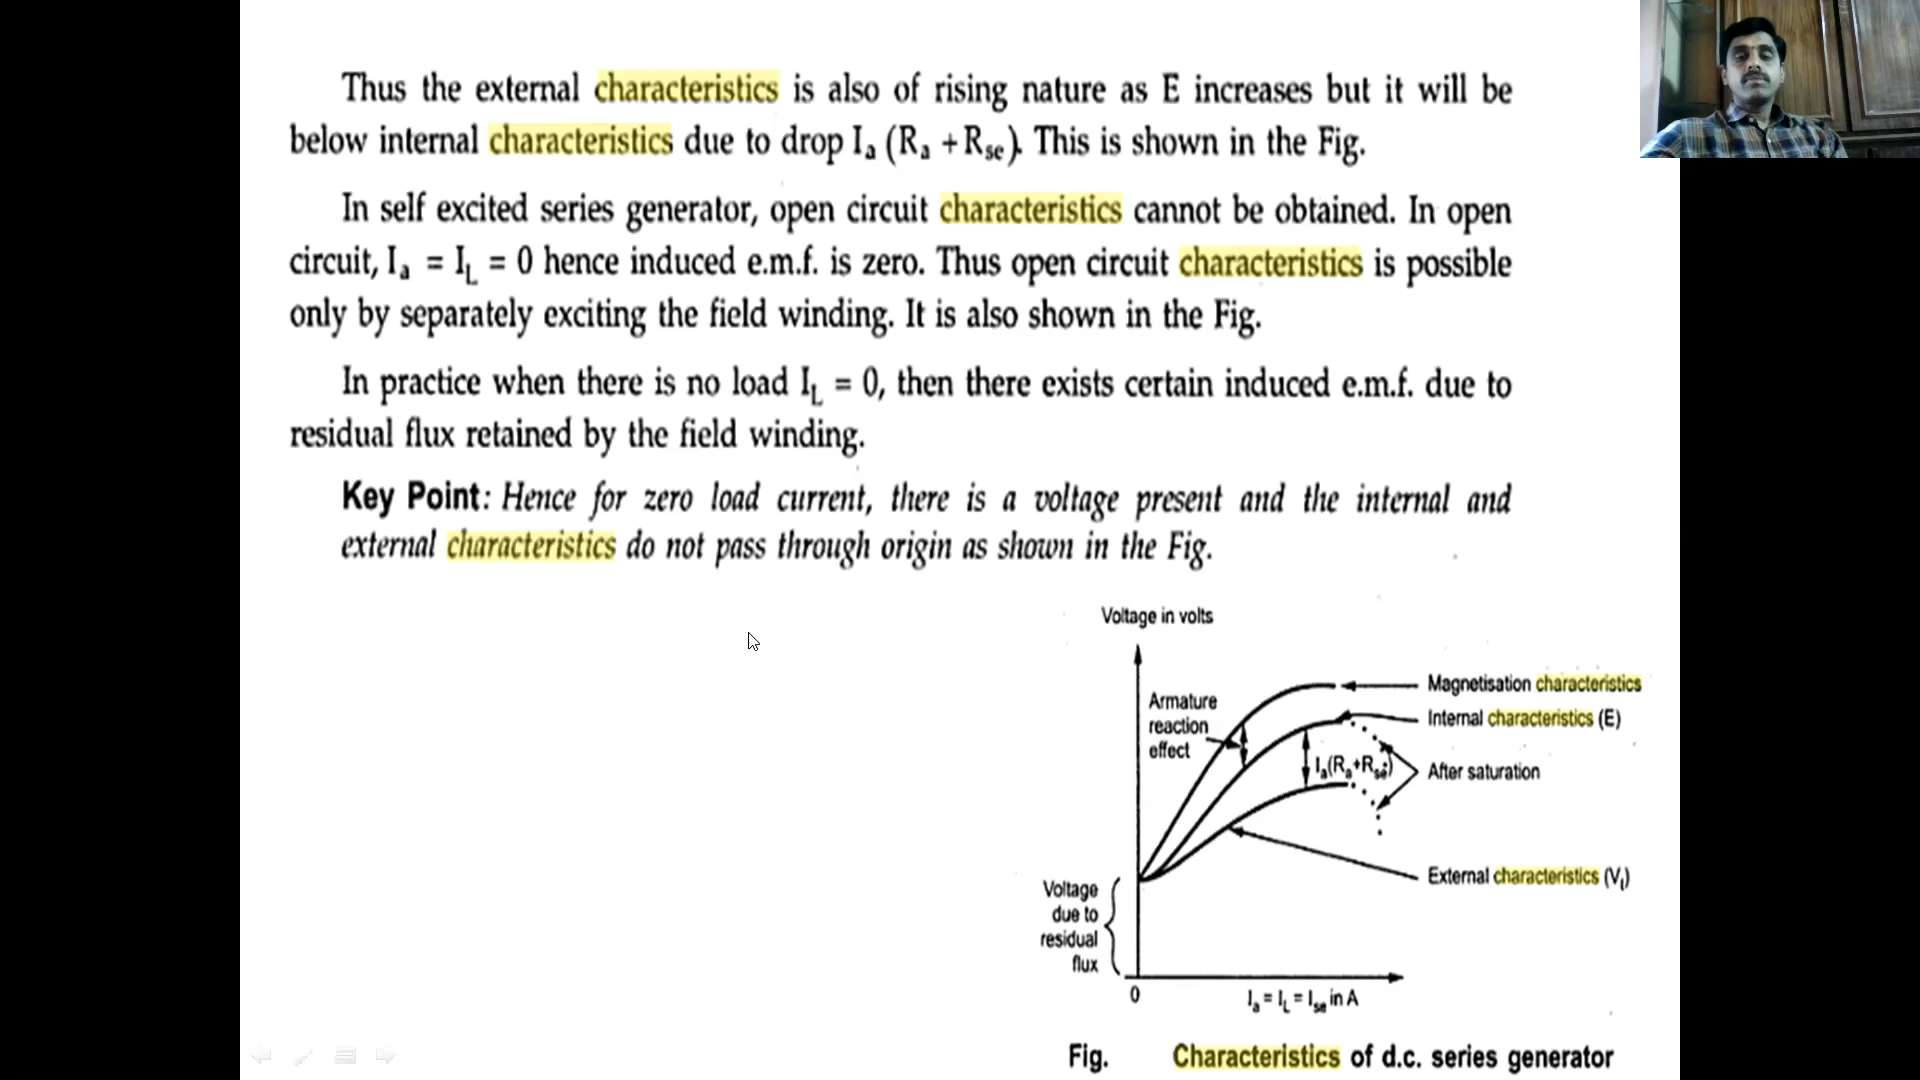 Thus the external characteristics is also of rising nature as E increases but it will be
below internal characteristics due to drop Ia (Ra + Rse). This is shown in the Fig.
In self excited series generator, open circuit characteristics cannot be obtained. In open
circuit, Ia = IL = 0 hence induced e.m.f. is zero. Thus open circuit characteristics is possible
only by separately exciting the field winding. It is also shown in the Fig.
In practice when there is no load IL = 0, then there exists certain induced e.m.f. due to
residual flux retained by the field winding.
Key Point: Hence for zero load current, there is a voltage present and the internal and
external characteristics do not pass through origin as shown in the Fig.
Voltage in volts
Magnetisation characteristics
Armature
reaction
effect
Internal characteristics (E)
Ia(Ra+Rse)
After saturation
External characteristics (Vt)
Voltage
due to
residual
flux
0
Ia = IL = Ise in A
Fig. Characteristics of d.c. series generator